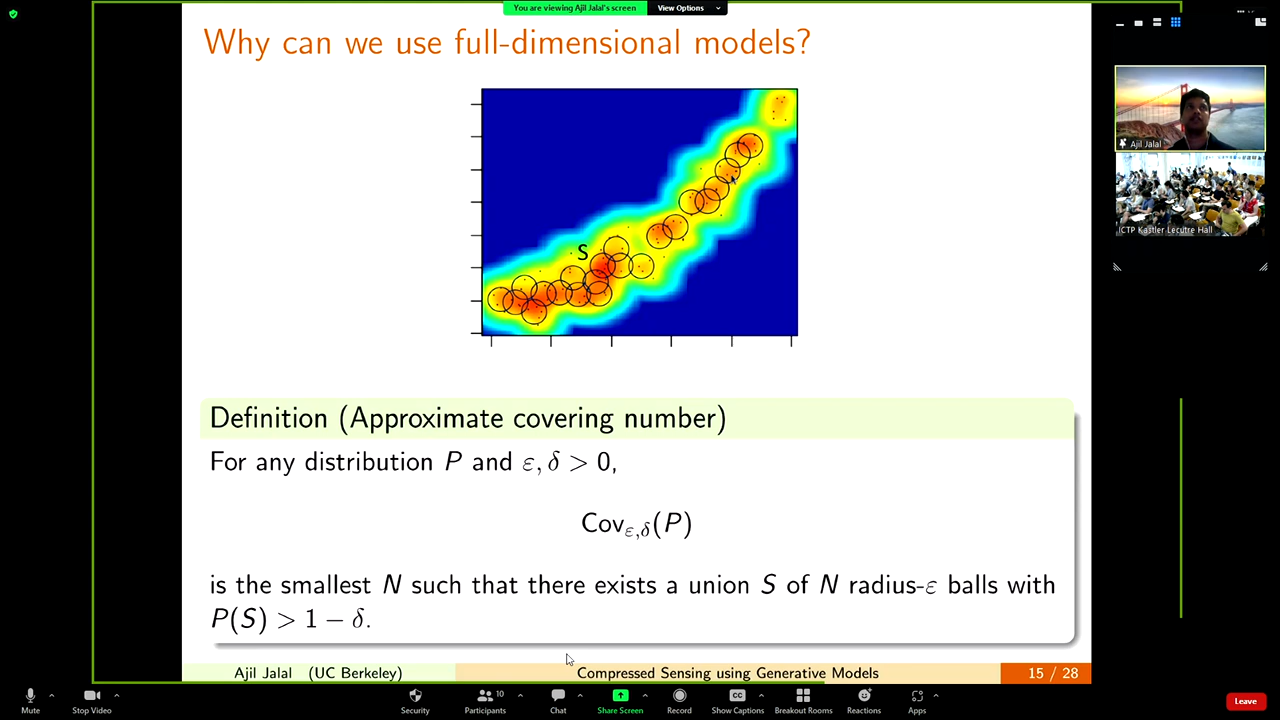 You are viewing Ajil Jalal's screen
View Options
Why can we use full-dimensional models?
S
Definition (Approximate covering number)
For any distribution P and ε, δ > 0,
Cov_{ε,δ}(P)
is the smallest N such that there exists a union S of N radius-ε balls with
P(S) > 1 − δ.
Ajil Jalal (UC Berkeley)
Compressed Sensing using Generative Models
15 / 28
Ajil Jalal
ICTP Kastler Lecutre Hall
Mute
Stop Video
Security
Participants
10
Chat
Share Screen
Record
Show Captions
Breakout Rooms
Reactions
Apps
Leave